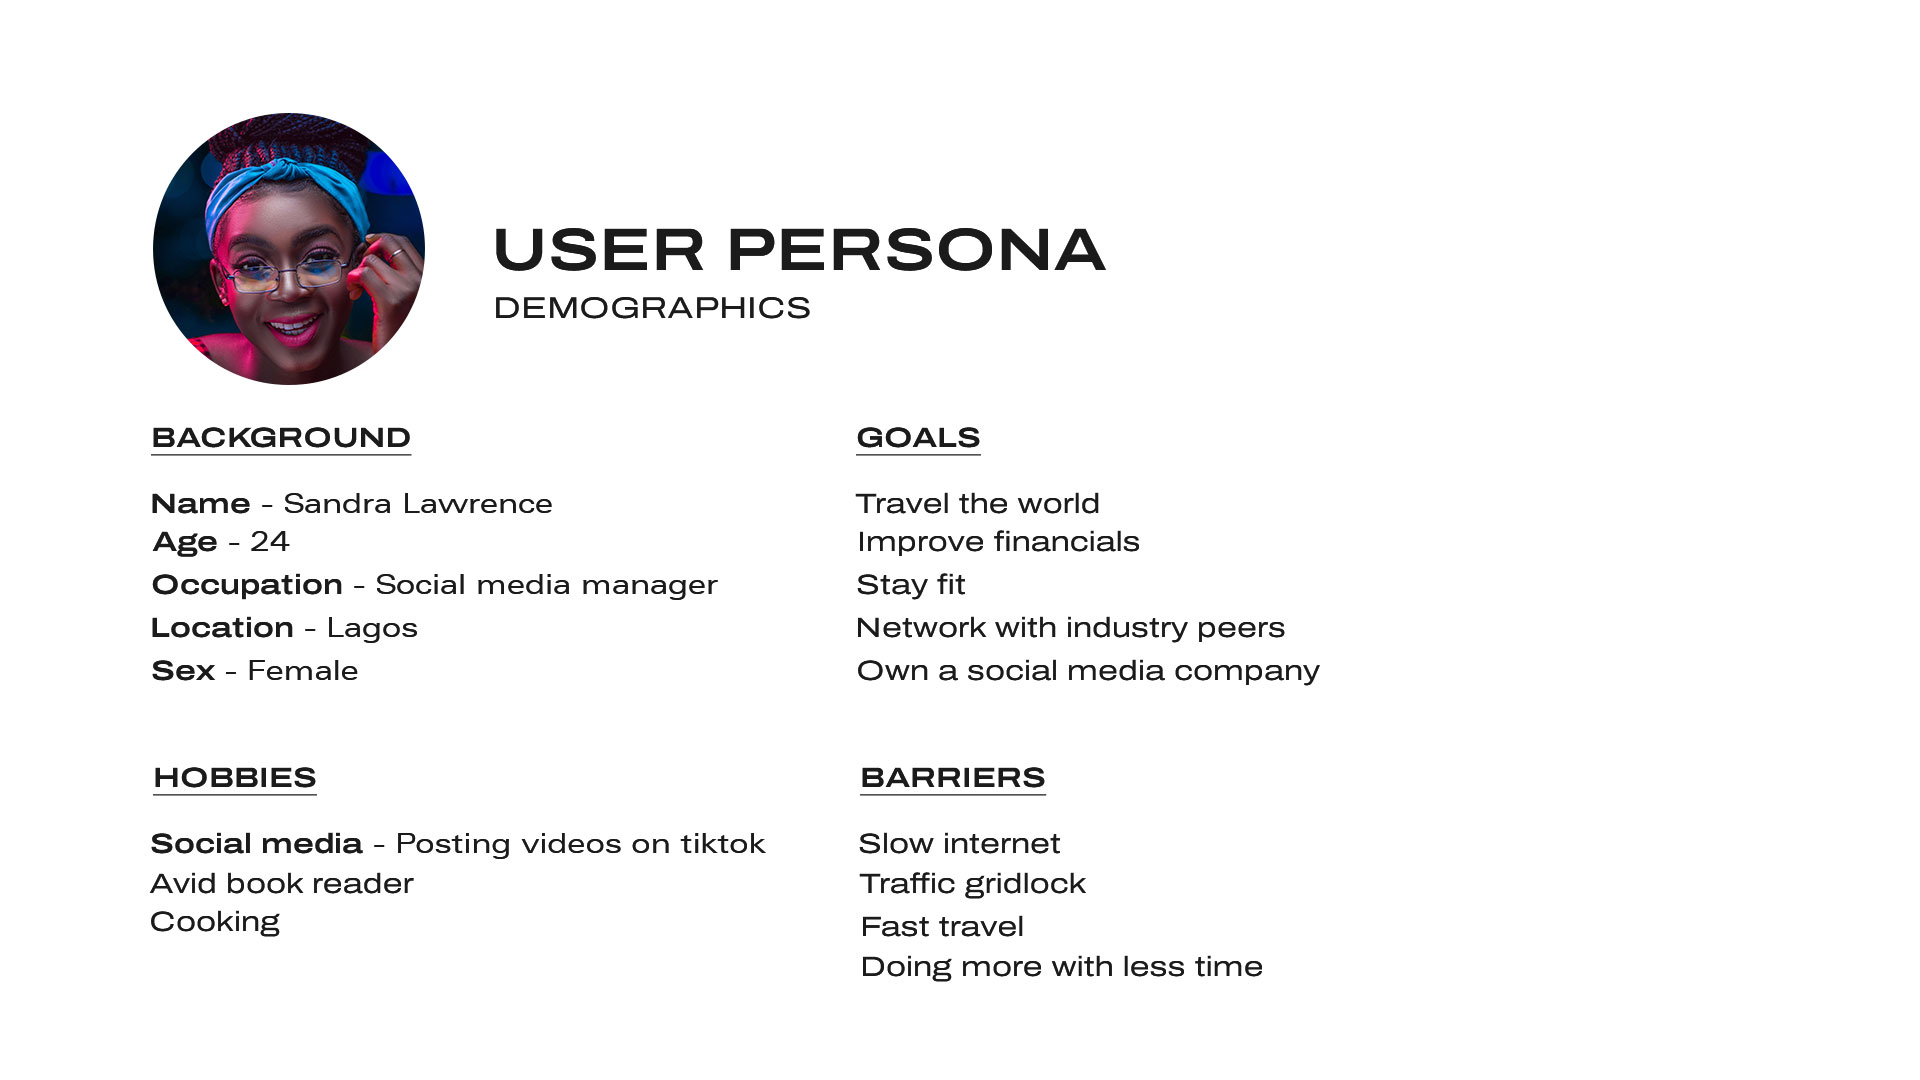 USER PERSONA
DEMOGRAPHICS
BACKGROUND
Name - Sandra Lawrence
Age - 24
Occupation - Social media manager
Location - Lagos
Sex - Female
GOALS
Travel the world
Improve financials
Stay fit
Network with industry peers
Own a social media company
HOBBIES
Social media - Posting videos on tiktok
Avid book reader
Cooking
BARRIERS
Slow internet
Traffic gridlock
Fast travel
Doing more with less time